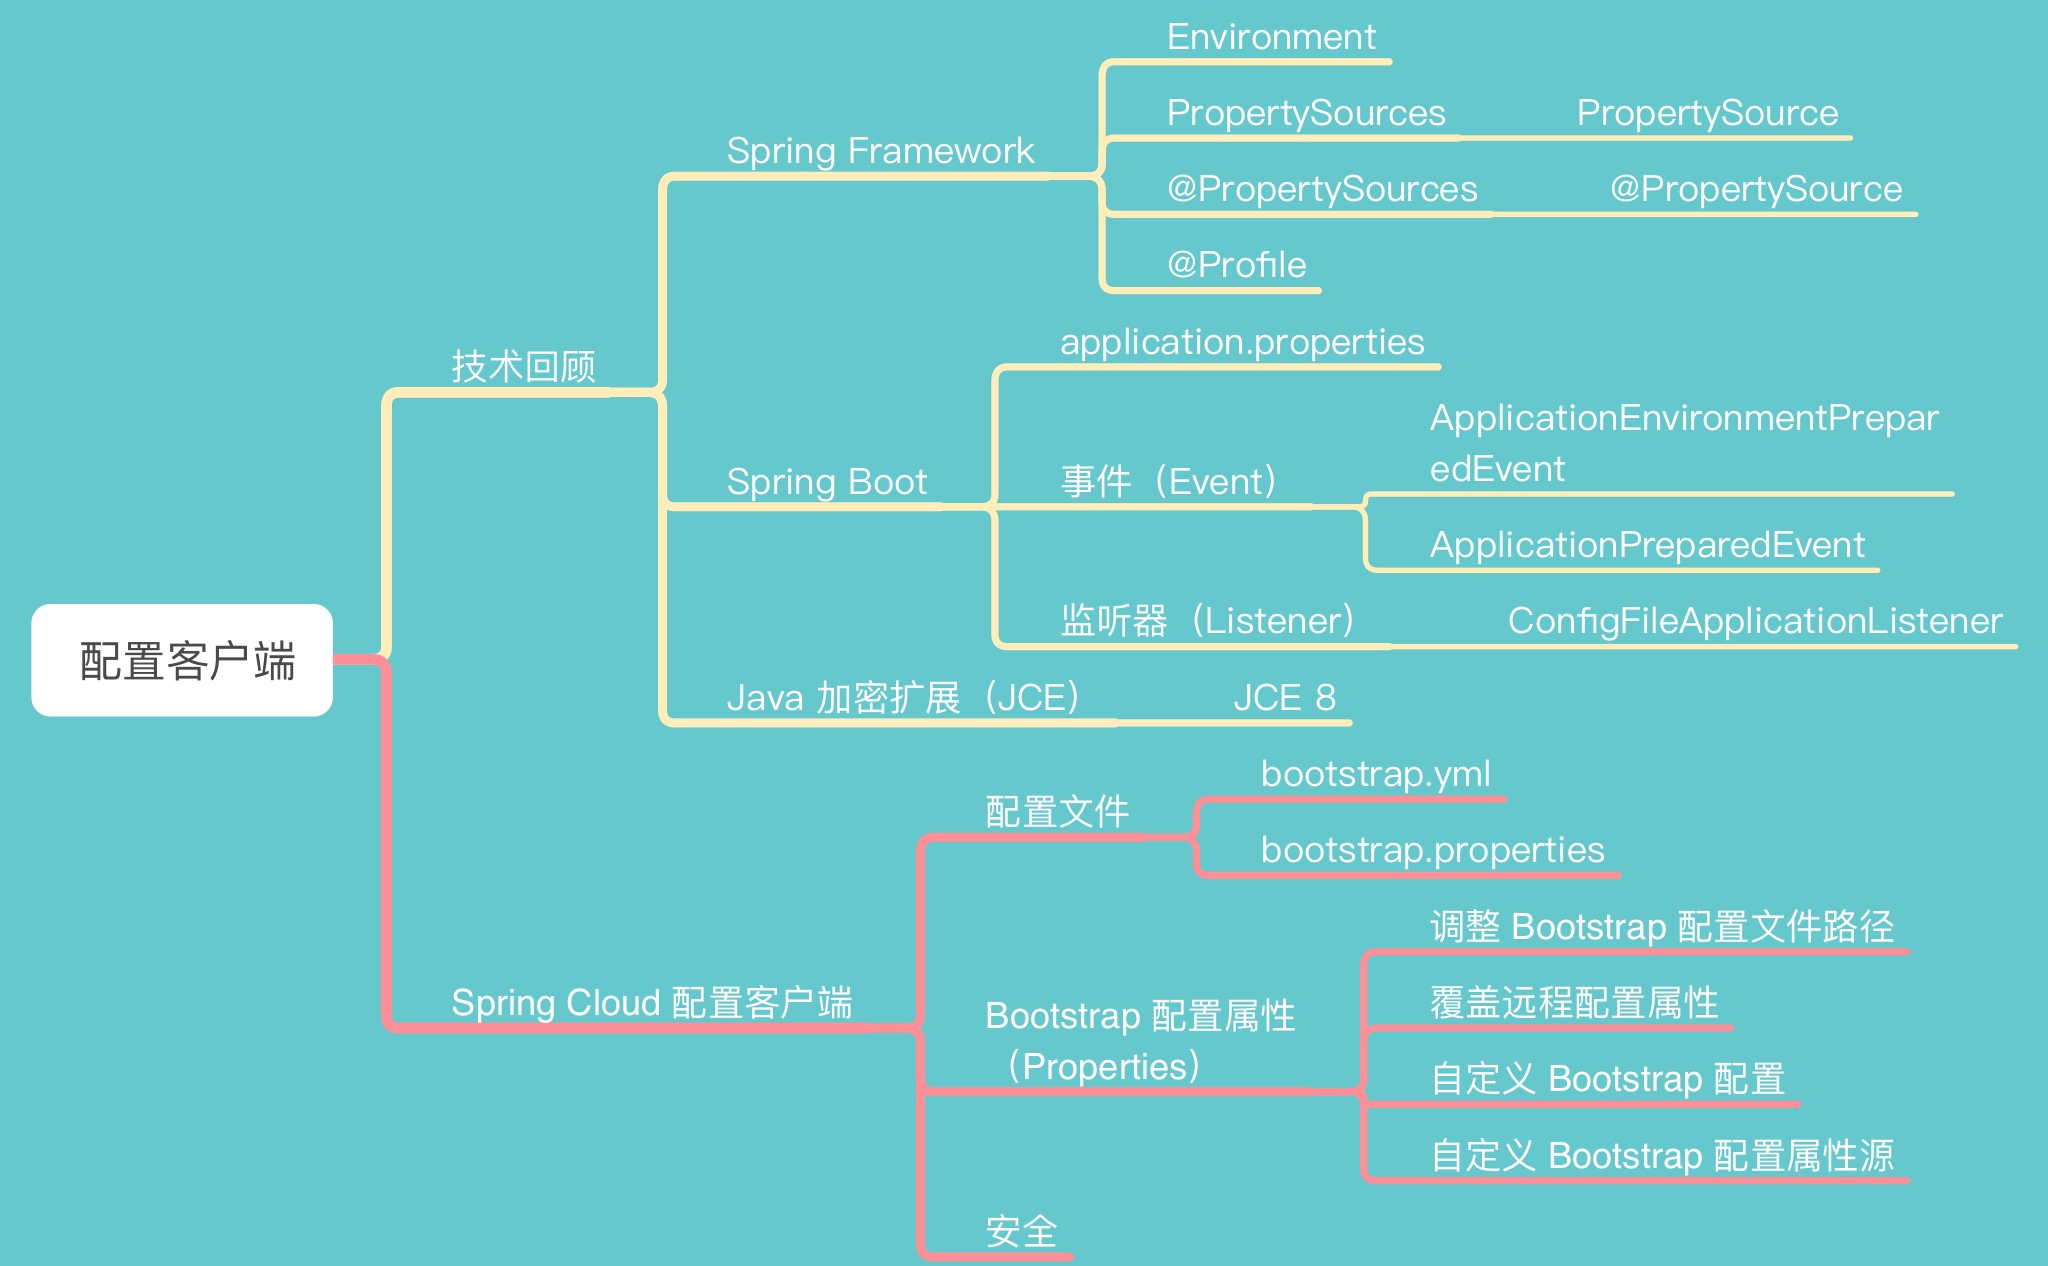 配置客户端
技术回顾
Spring Framework
Environment
PropertySources
PropertySource
@PropertySources
@PropertySource
@Profile
Spring Boot
application.properties
事件（Event）
ApplicationEnvironmentPrepar
edEvent
ApplicationPreparedEvent
监听器（Listener）
ConfigFileApplicationListener
Java 加密扩展（JCE）
JCE 8
Spring Cloud 配置客户端
配置文件
bootstrap.yml
bootstrap.properties
Bootstrap 配置属性
（Properties）
调整 Bootstrap 配置文件路径
覆盖远程配置属性
自定义 Bootstrap 配置
自定义 Bootstrap 配置属性源
安全